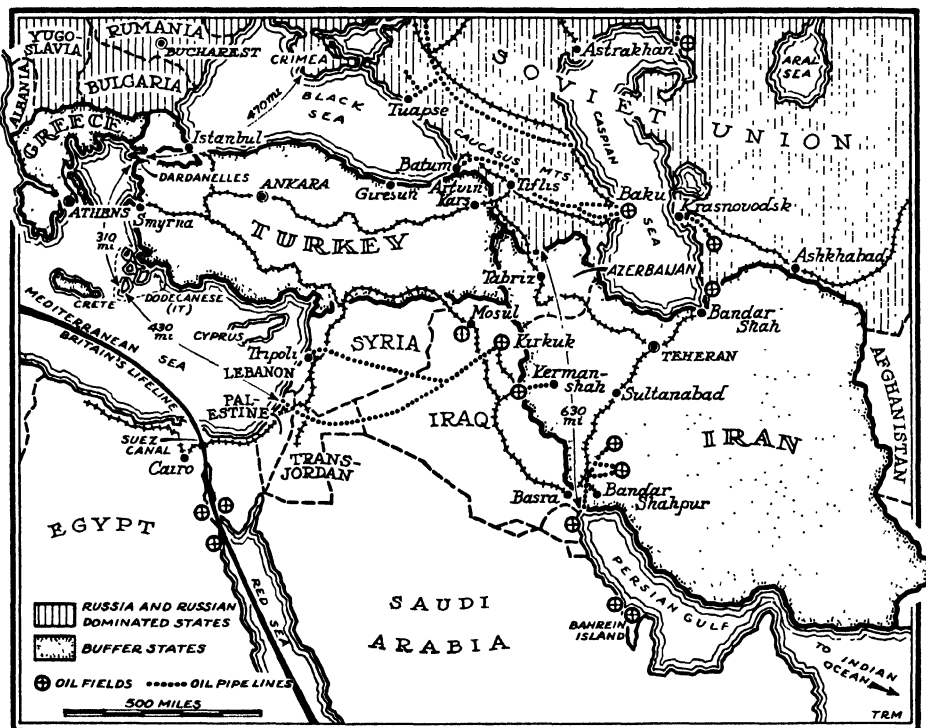 YUGO-
SLAVIA
RUMANIA
BUCHAREST
BULGARIA
ALBANIA
GREECE
ATHENS
CRIMEA
470 mi
BLACK
SEA
Tuapse
Astrakhan
ARAL
SEA
SOVIET UNION
CASPIAN
SEA
CAUCASUS
MTS.
Istanbul
DARDANELLES
ANKARA
Giresun
Batum
Artvin
Kars
Tiflis
Baku
Krasnovodsk
Ashkhabad
Smyrna
310
mi
TURKEY
Tabriz
AZERBAIJAN
CRETE
DODECANESE
(IT.)
430
mi
CYPRUS
MEDITERRANEAN
SEA
BRITAIN'S LIFELINE
Tripoli
LEBANON
SYRIA
Mosul
Kirkuk
Bandar
Shah
TEHERAN
Kerman-
shah
Sultanabad
AFGHANISTAN
PAL-
ESTINE
IRAQ
630
mi
IRAN
SUEZ
CANAL
Cairo
TRANS-
JORDAN
Basra
Bandar
Shahpur
EGYPT
RED SEA
SAUDI
ARABIA
PERSIAN GULF
BAHREIN
ISLAND
TO INDIAN
OCEAN
RUSSIA AND RUSSIAN
DOMINATED STATES
BUFFER STATES
OIL FIELDS
OIL PIPE LINES
500 MILES
TRM